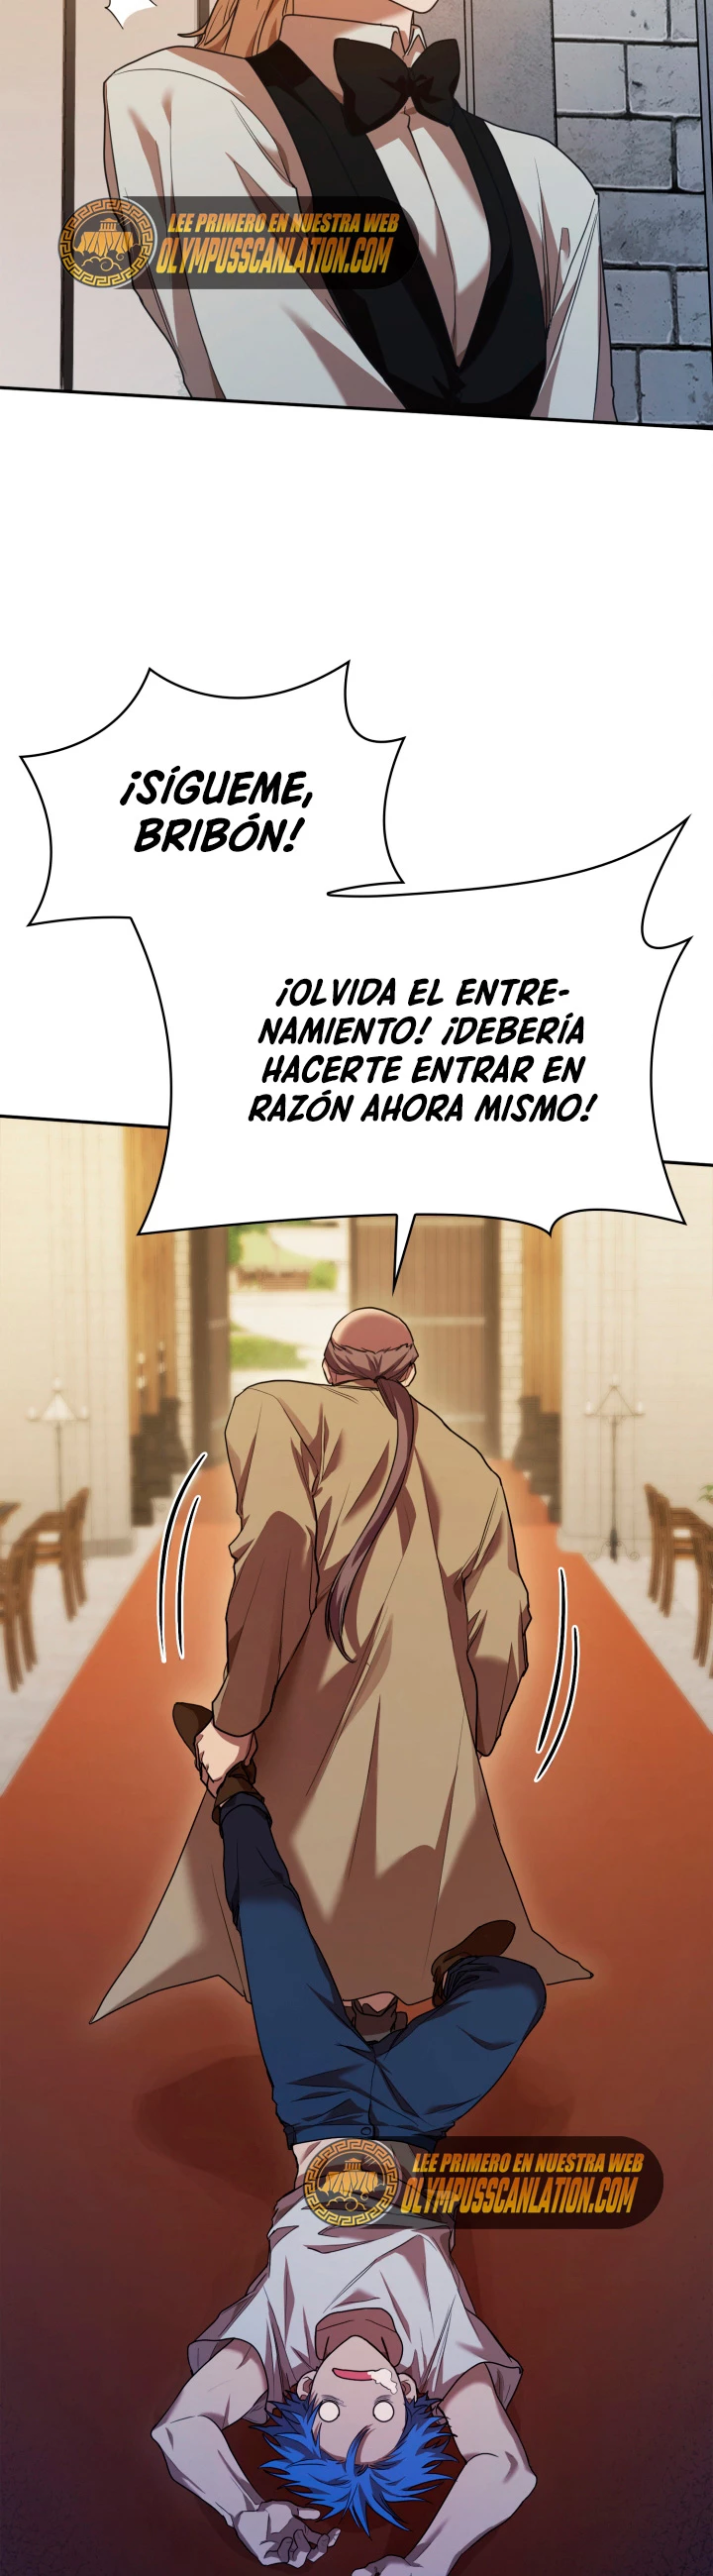 LEE PRIMERO EN NUESTRA WEB
OLYMPUSSCANLATION.COM
¡SÍGUEME,
BRIBÓN!
¡OLVIDA EL ENTRE-
NAMIENTO! ¡DEBERÍA
HACERTE ENTRAR EN
RAZÓN AHORA MISMO!
LEE PRIMERO EN NUESTRA WEB
OLYMPUSSCANLATION.COM